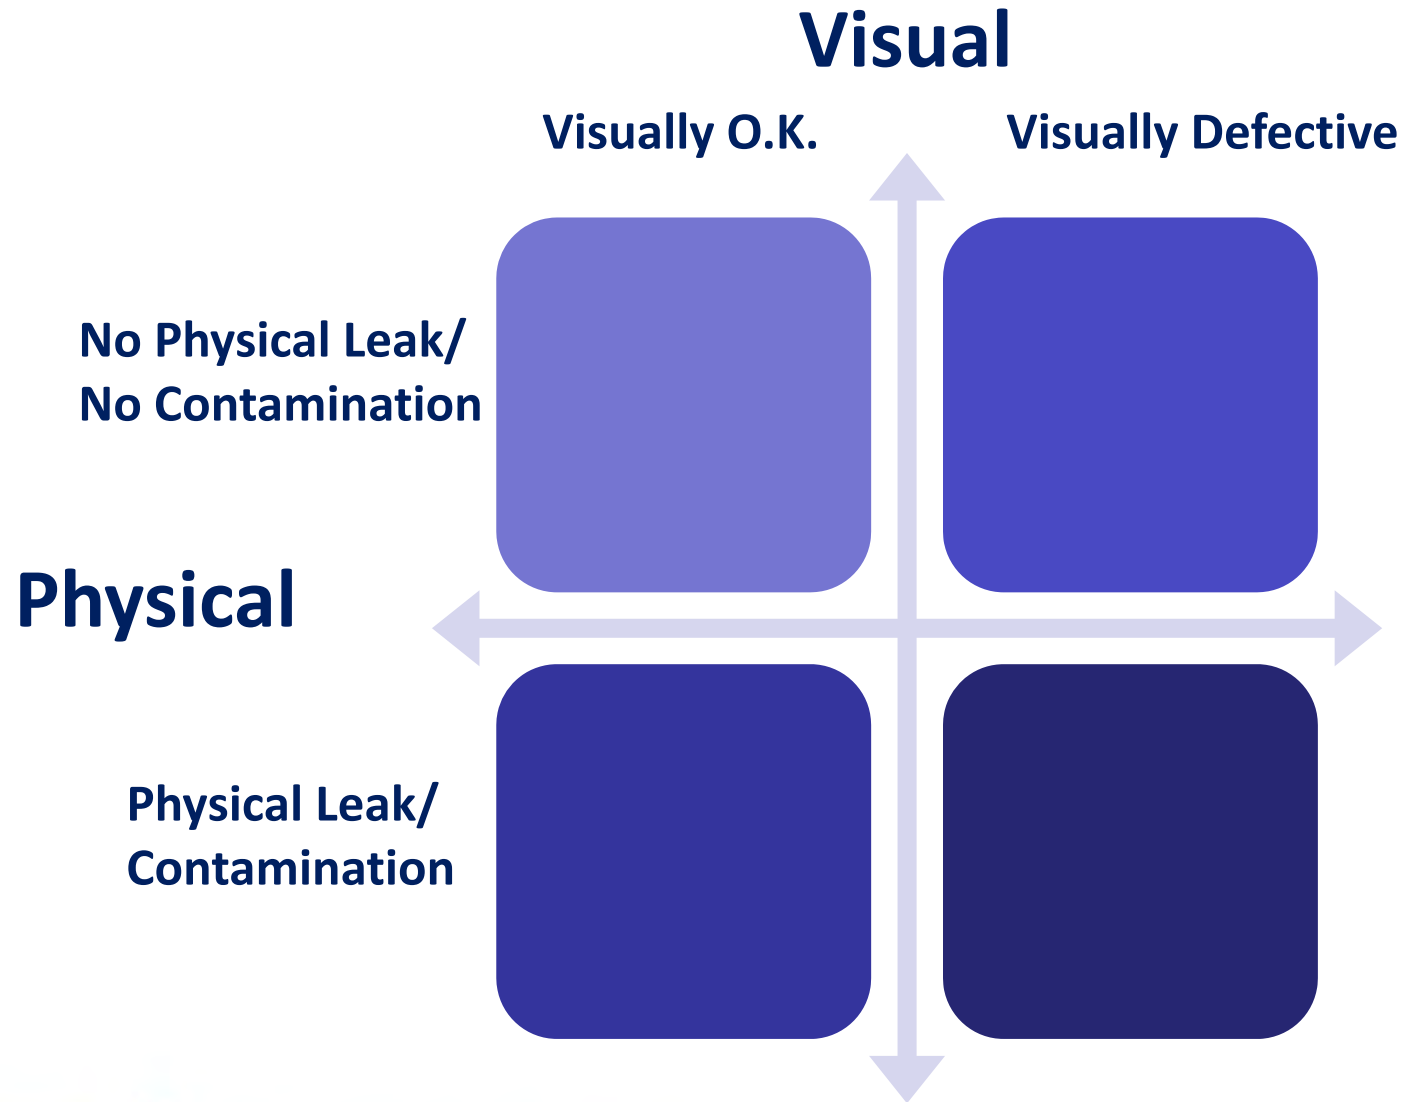 Visual
Visually O.K.
Visually Defective
No Physical Leak/
No Contamination
Physical
Physical Leak/
Contamination